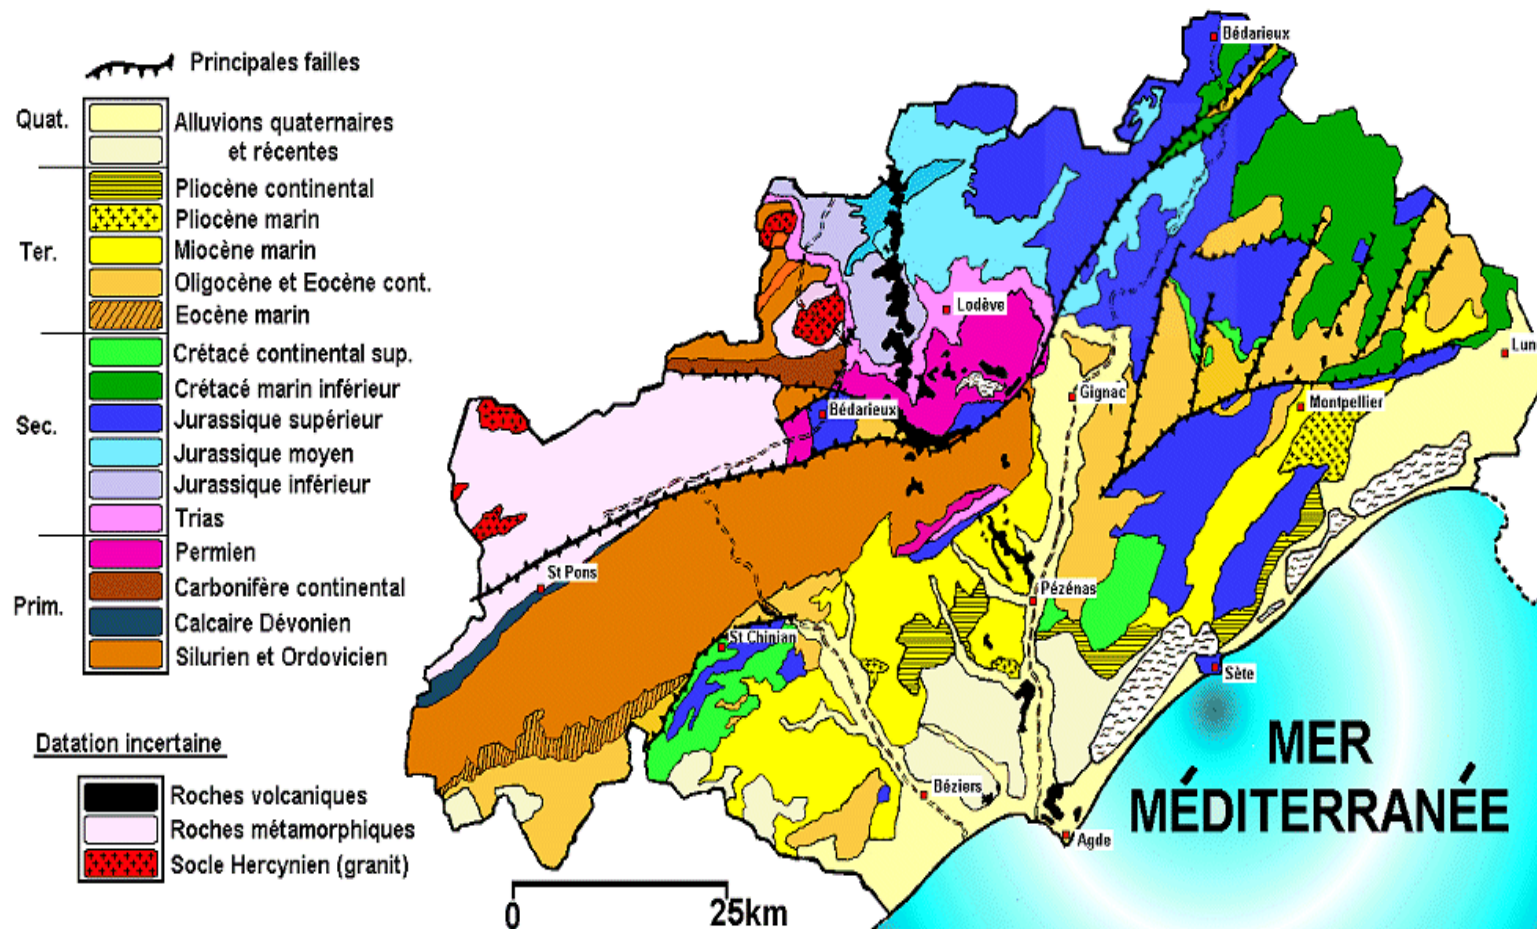 Principales failles
Quat.
Alluvions quaternaires
et récentes
Ter.
Pliocène continental
Pliocène marin
Miocène marin
Oligocène et Eocène cont.
Eocène marin
Sec.
Crétacé continental sup.
Crétacé marin inférieur
Jurassique supérieur
Jurassique moyen
Jurassique inférieur
Trias
Prim.
Permien
Carbonifère continental
Calcaire Dévonien
Silurien et Ordovicien
Datation incertaine
Roches volcaniques
Roches métamorphiques
Socle Hercynien (granit)
Bédarieux
Lodève
Lun
Gignac
Montpellier
Bédarieux
St Pons
Pézénas
St Chinian
Sète
Béziers
Agde
MER
MÉDITERRANÉE
0
25km